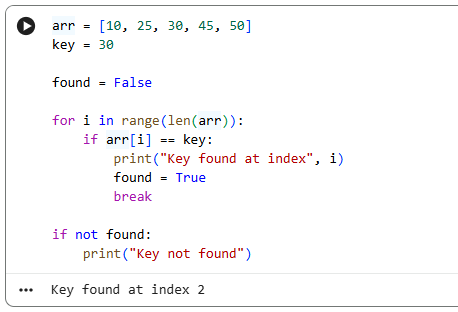 arr = [10, 25, 30, 45, 50]
key = 30

found = False

for i in range(len(arr)):
    if arr[i] == key:
        print("Key found at index", i)
        found = True
        break

if not found:
    print("Key not found")

Key found at index 2